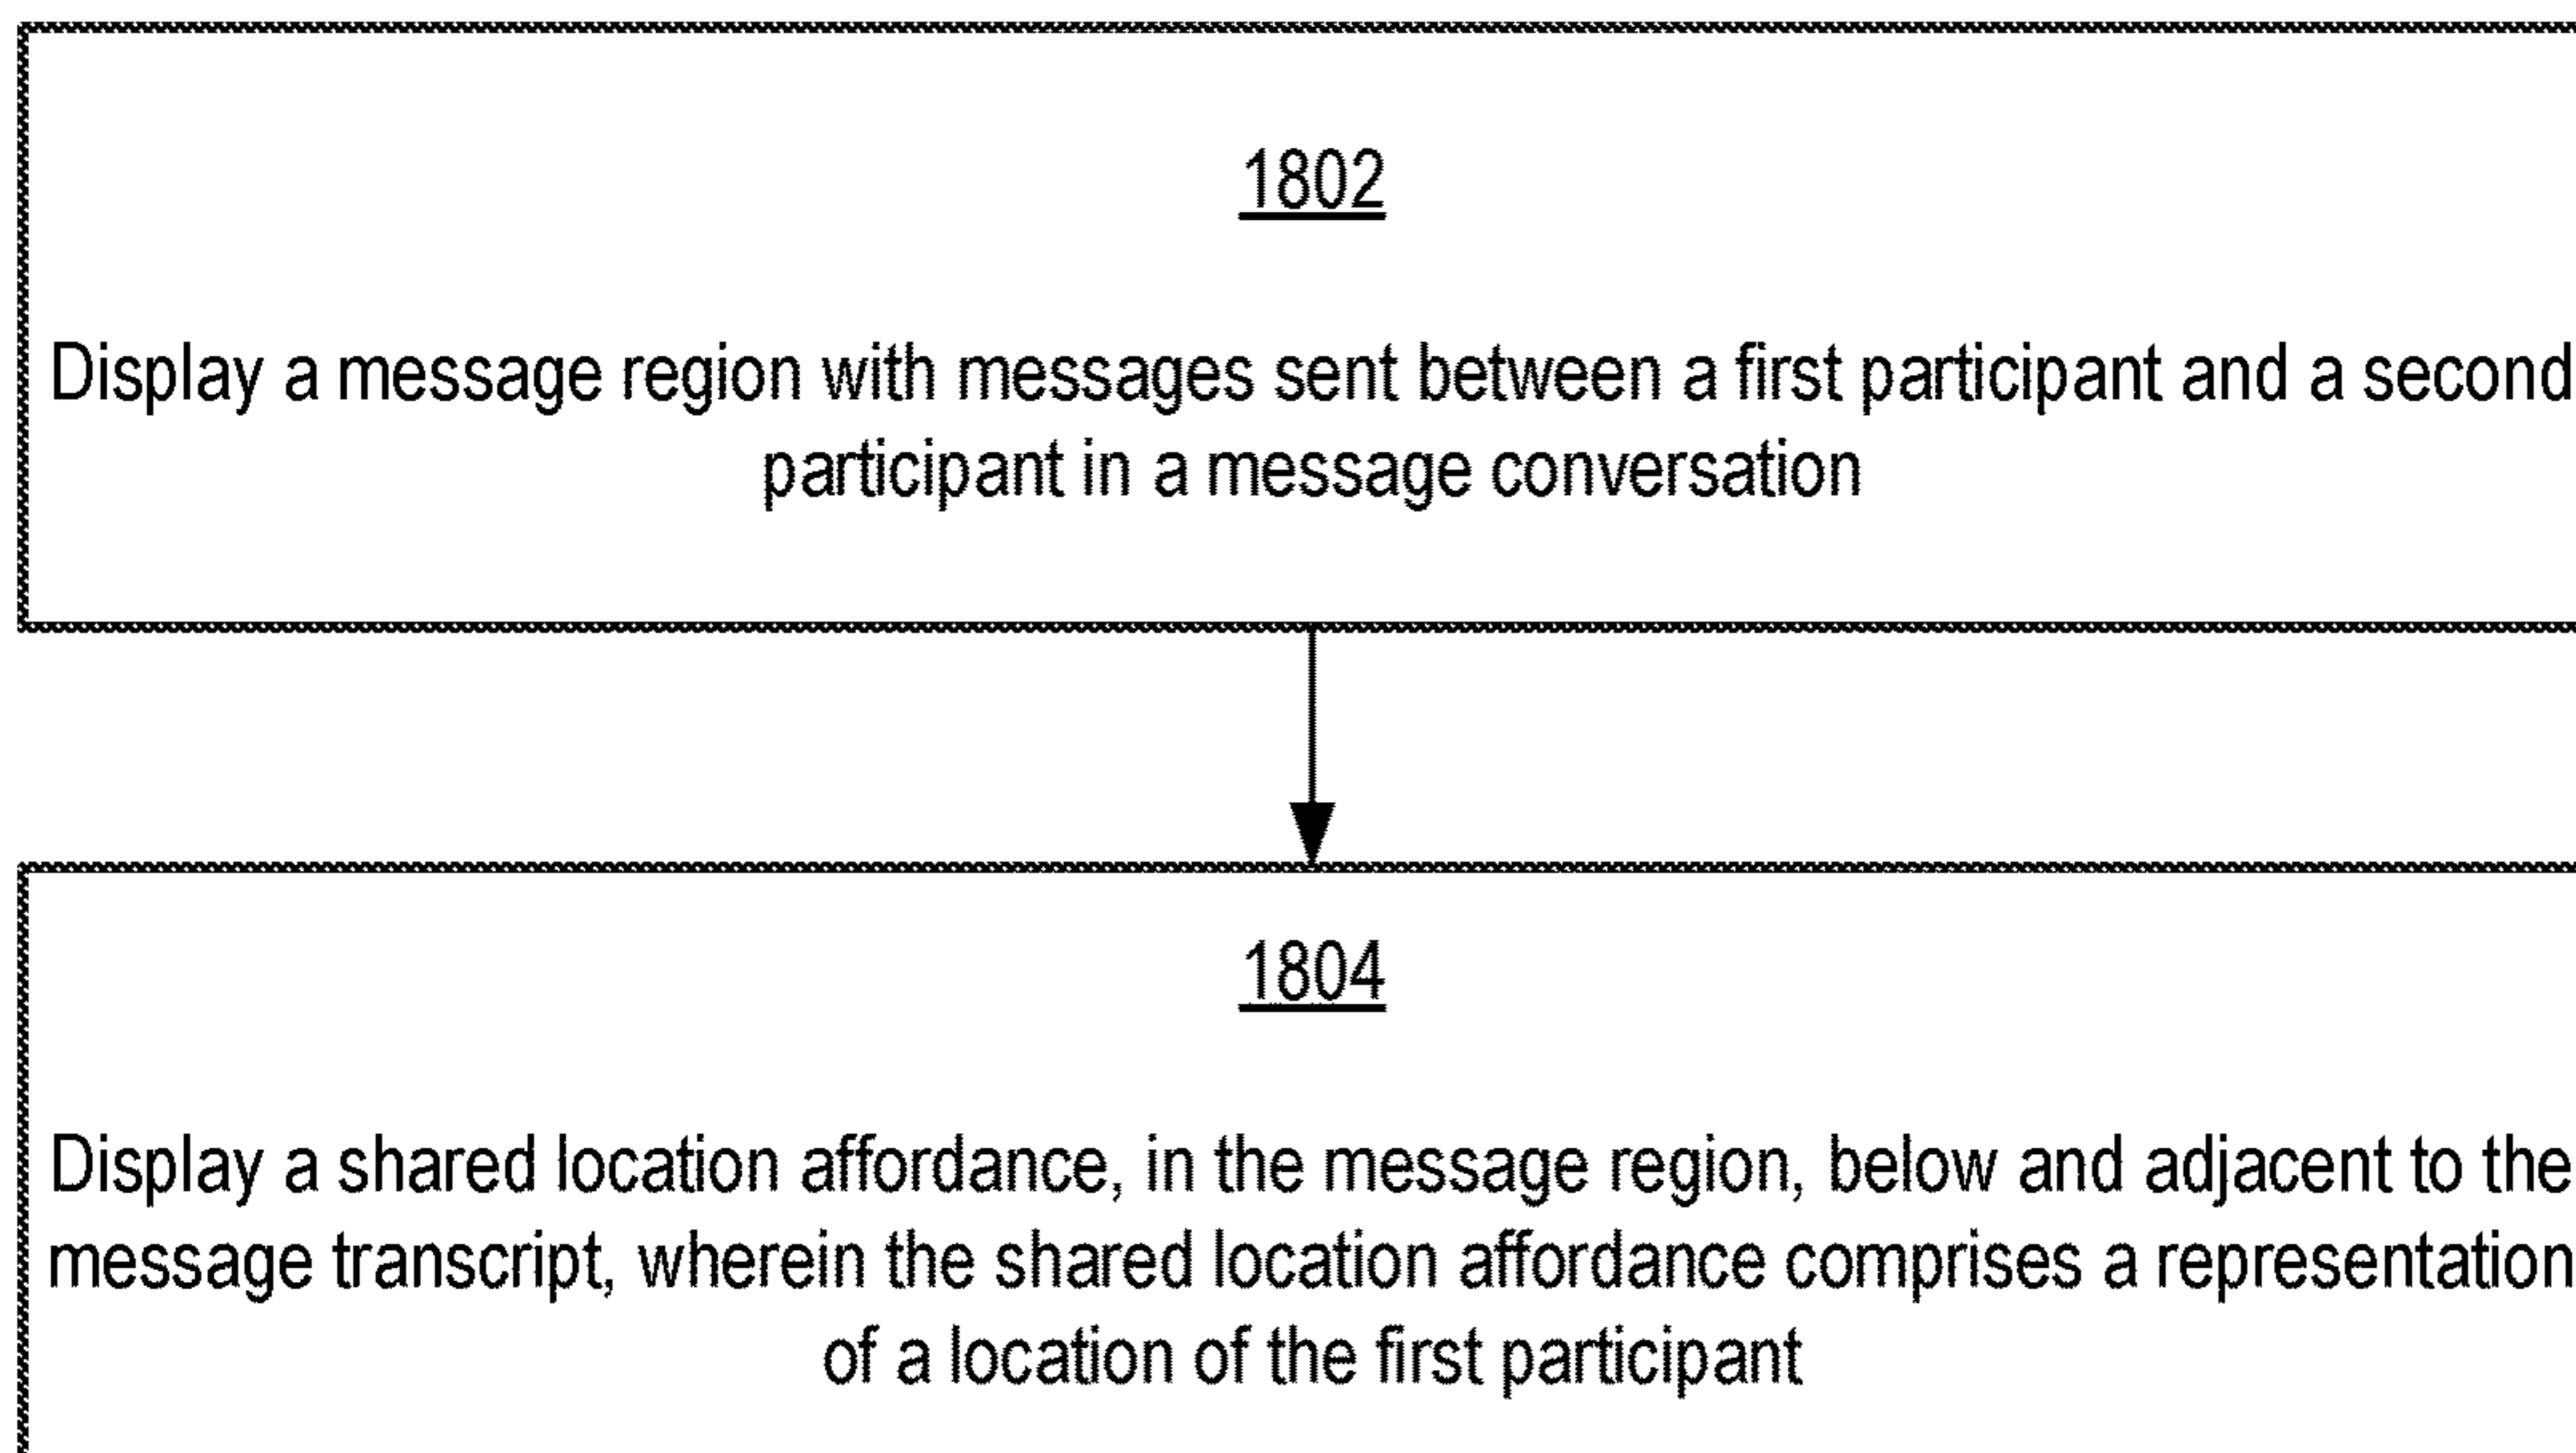 1802
Display a message region with messages sent between a first participant and a second
participant in a message conversation
1804
Display a shared location affordance, in the message region, below and adjacent to the
message transcript, wherein the shared location affordance comprises a representation
of a location of the first participant